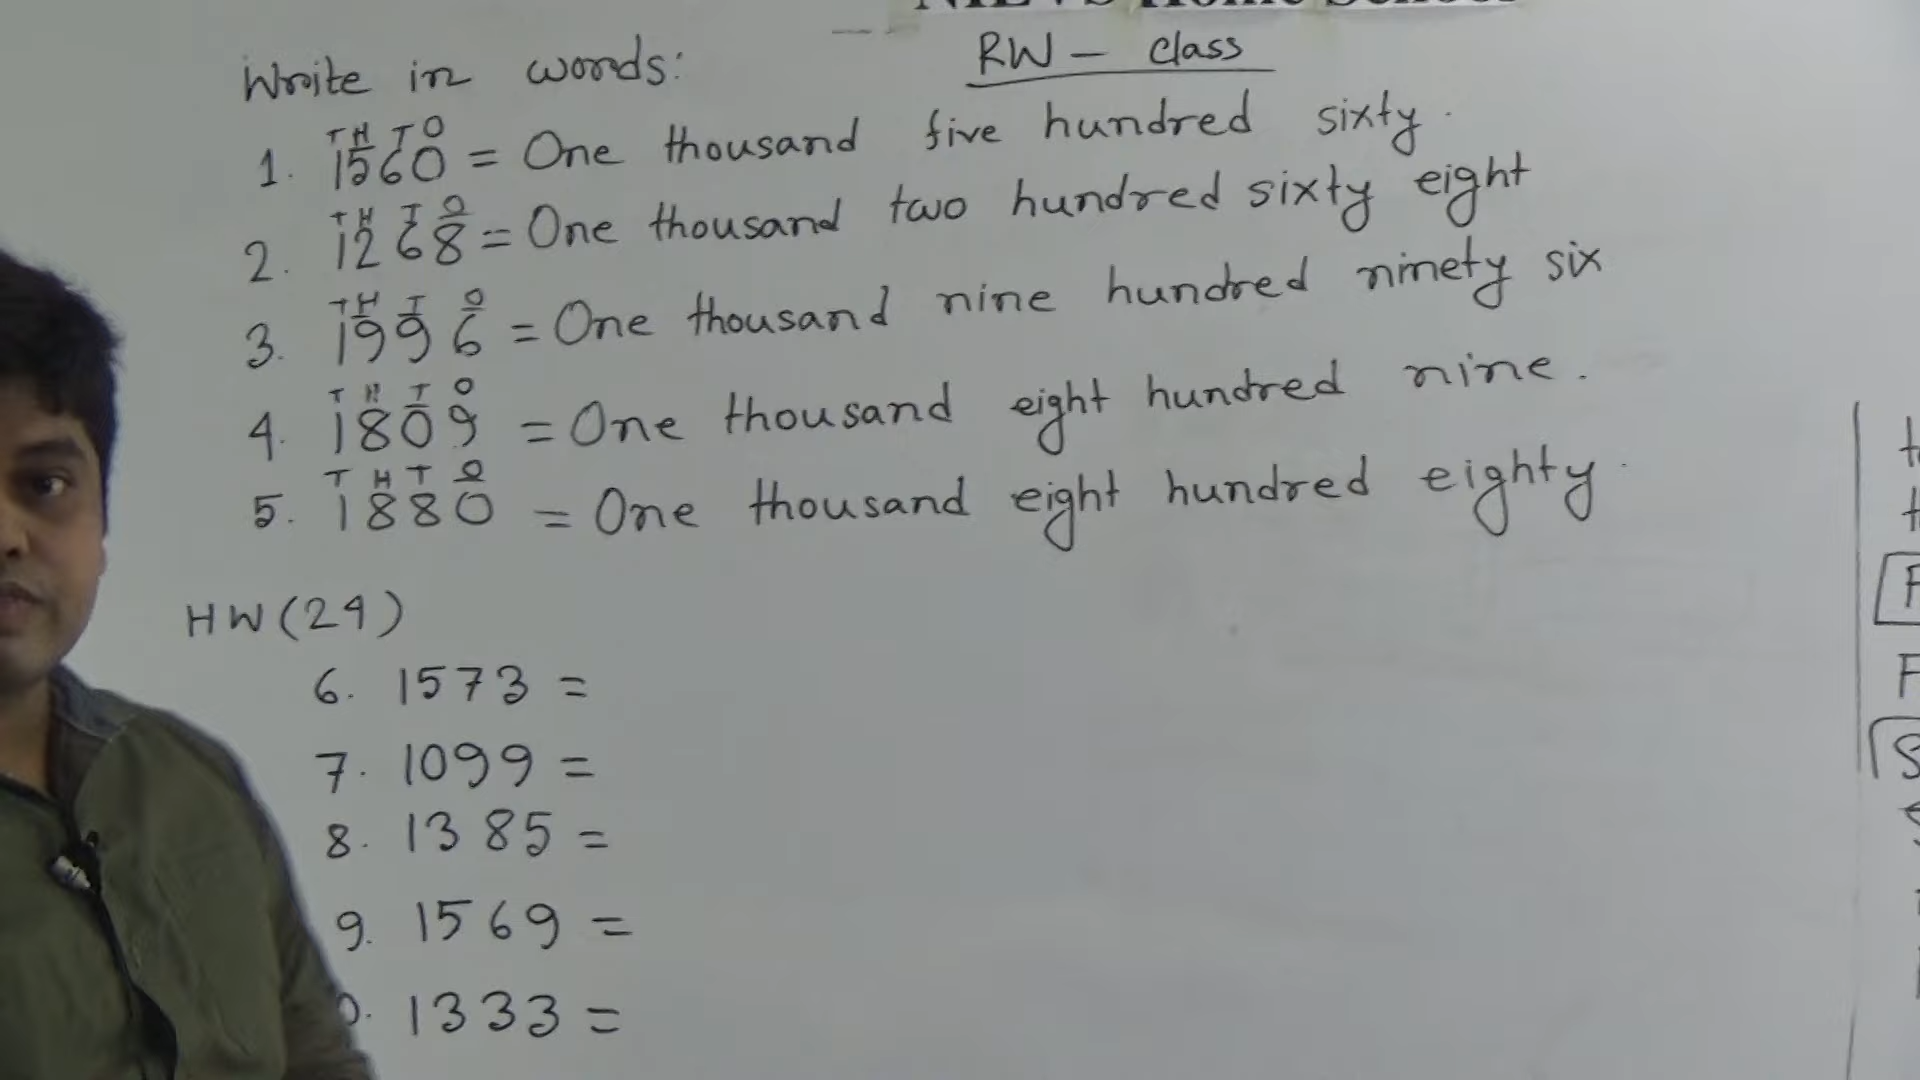 Write in words:
RW - Class
T H T O
1. 1560 = One thousand five hundred sixty.
T H T O
2. 1268 = One thousand two hundred sixty eight
T H T O
3. 1996 = One thousand nine hundred ninety six
T H T O
4. 1809 = One thousand eight hundred nine.
T H T O
5. 1880 = One thousand eight hundred eighty.
HW (24)
6. 1573 =
7. 1099 =
8. 1385 =
9. 1569 =
0. 1333 =